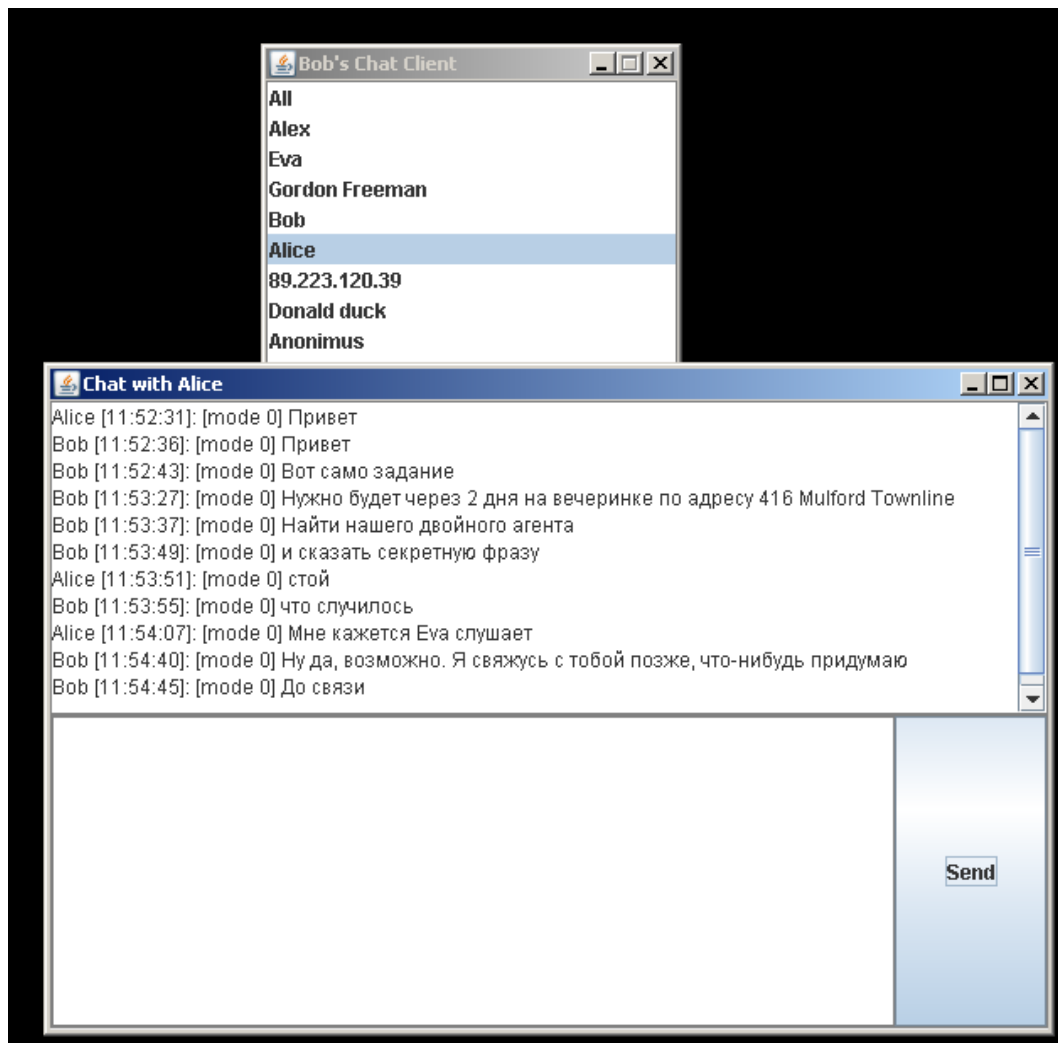 Bob's Chat Client
All
Alex
Eva
Gordon Freeman
Bob
Alice
89.223.120.39
Donald duck
Anonimus
Chat with Alice
Alice [11:52:31]: [mode 0] Привет
Bob [11:52:36]: [mode 0] Привет
Bob [11:52:43]: [mode 0] Вот само задание
Bob [11:53:27]: [mode 0] Нужно будет через 2 дня на вечеринке по адресу 416 Mulford Townline
Bob [11:53:37]: [mode 0] Найти нашего двойного агента
Bob [11:53:49]: [mode 0] и сказать секретную фразу
Alice [11:53:51]: [mode 0] стой
Bob [11:53:55]: [mode 0] что случилось
Alice [11:54:07]: [mode 0] Мне кажется Eva слушает
Bob [11:54:40]: [mode 0] Ну да, возможно. Я свяжусь с тобой позже, что-нибудь придумаю
Bob [11:54:45]: [mode 0] До связи
Send